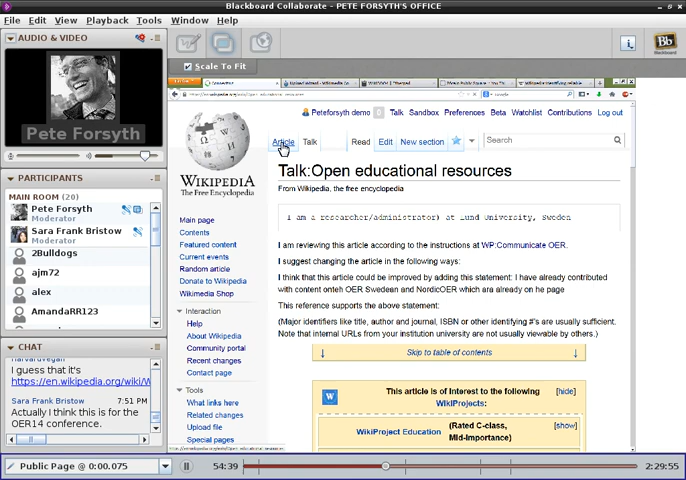 Blackboard Collaborate - PETE FORSYTH'S OFFICE
File Edit View Playback Tools Window Help
AUDIO & VIDEO
Pete Forsyth
PARTICIPANTS
MAIN ROOM (20)
Pete Forsyth
Moderator
Sara Frank Bristow
Moderator
2Bulldogs
ajm72
alex
AmandaRR123
CHAT
I guess that it's
https://en.wikipedia.org/wiki/W
Sara Frank Bristow 7:51 PM
Actually I think this is for the
OER14 conference.
Scale To Fit
Bb
Peteforsyth demo 0 Talk Sandbox Preferences Beta Watchlist Contributions Log out
Article Talk Read Edit New section Search
WIKIPEDIA
The Free Encyclopedia
Main page
Contents
Featured content
Current events
Random article
Donate to Wikipedia
Wikimedia Shop
Interaction
Help
About Wikipedia
Community portal
Recent changes
Contact page
Tools
What links here
Related changes
Upload file
Special pages
Talk:Open educational resources
From Wikipedia, the free encyclopedia
I am a researcher/administrator) at Lund University, Sweden
I am reviewing this article according to the instructions at WP:Communicate OER.
I suggest changing the article in the following ways:
I think that this article could be improved by adding this statement: I have already contributed
with content onteh OER Swedean and NordicOER which ara already on he page
This reference supports the above statement:
(Major identifiers like title, author and journal, ISBN or other identifying #'s are usually sufficient.
Note that internal URLs from your institution university are not usually viewable by others.)
↓ Skip to table of contents ↓
W
This article is of Interest to the following
WikiProjects:
[hide]
WikiProject Education
(Rated C-class,
Mid-Importance)
[show]
Public Page @ 0:00.075 54:39 2:29:55